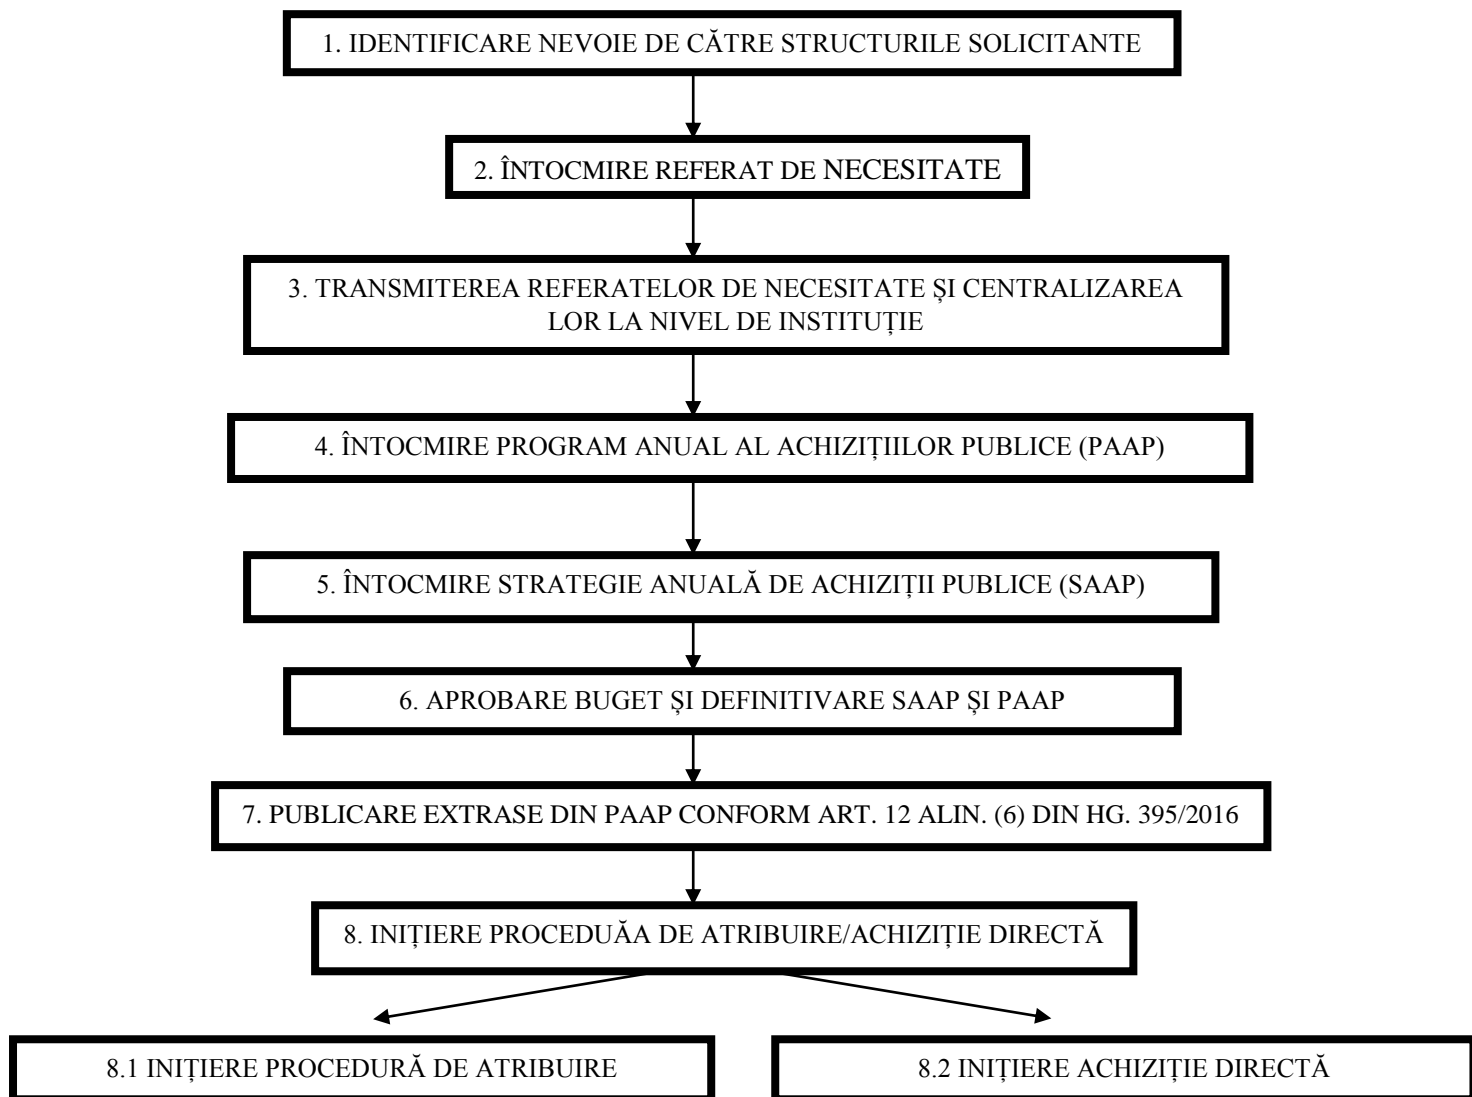 1. IDENTIFICARE NEVOIE DE CĂTRE STRUCTURILE SOLICITANTE
2. ÎNTOCMIRE REFERAT DE NECESITATE
3. TRANSMITEREA REFERATELOR DE NECESITATE ȘI CENTRALIZAREA
LOR LA NIVEL DE INSTITUȚIE
4. ÎNTOCMIRE PROGRAM ANUAL AL ACHIZIȚIILOR PUBLICE (PAAP)
5. ÎNTOCMIRE STRATEGIE ANUALĂ DE ACHIZIȚII PUBLICE (SAAP)
6. APROBARE BUGET ȘI DEFINITIVARE SAAP ȘI PAAP
7. PUBLICARE EXTRASE DIN PAAP CONFORM ART. 12 ALIN. (6) DIN HG. 395/2016
8. INIȚIERE PROCEDUĂA DE ATRIBUIRE/ACHIZIȚIE DIRECTĂ
8.1 INIȚIERE PROCEDURĂ DE ATRIBUIRE
8.2 INIȚIERE ACHIZIȚIE DIRECTĂ